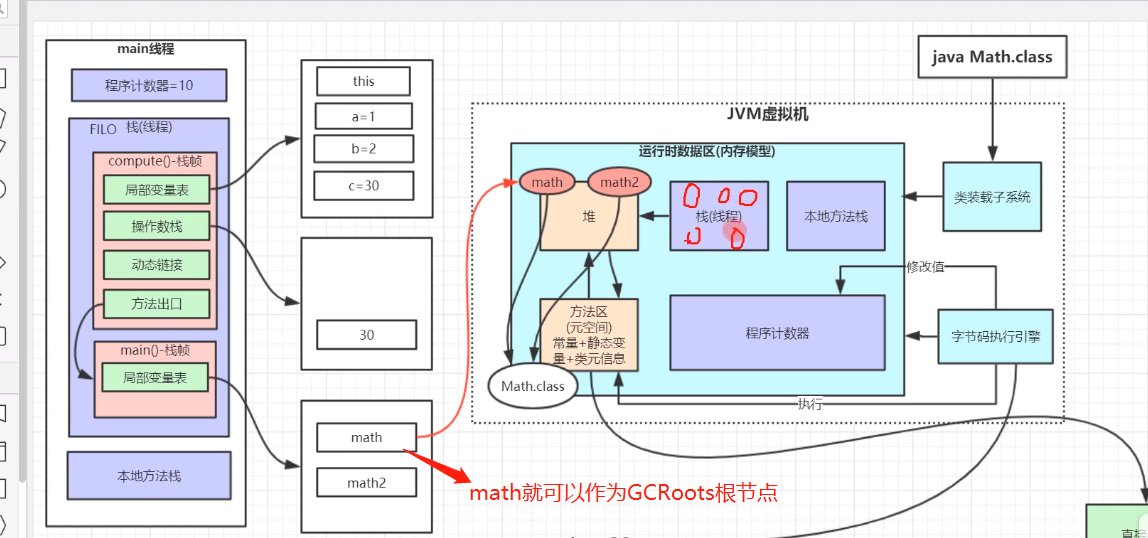 main线程
程序计数器=10
FILO 栈(线程)
compute()-栈帧
局部变量表
操作数栈
动态链接
方法出口
main()-栈帧
局部变量表
本地方法栈
this
a=1
b=2
c=30
30
math
math2
math就可以作为GCRoots根节点
java Math.class
JVM虚拟机
运行时数据区(内存模型)
math
math2
堆
栈(线程)
本地方法栈
类装载子系统
修改值
方法区
(元空间)
常量+静态变
量+类元信息
程序计数器
字节码执行引擎
Math.class
执行